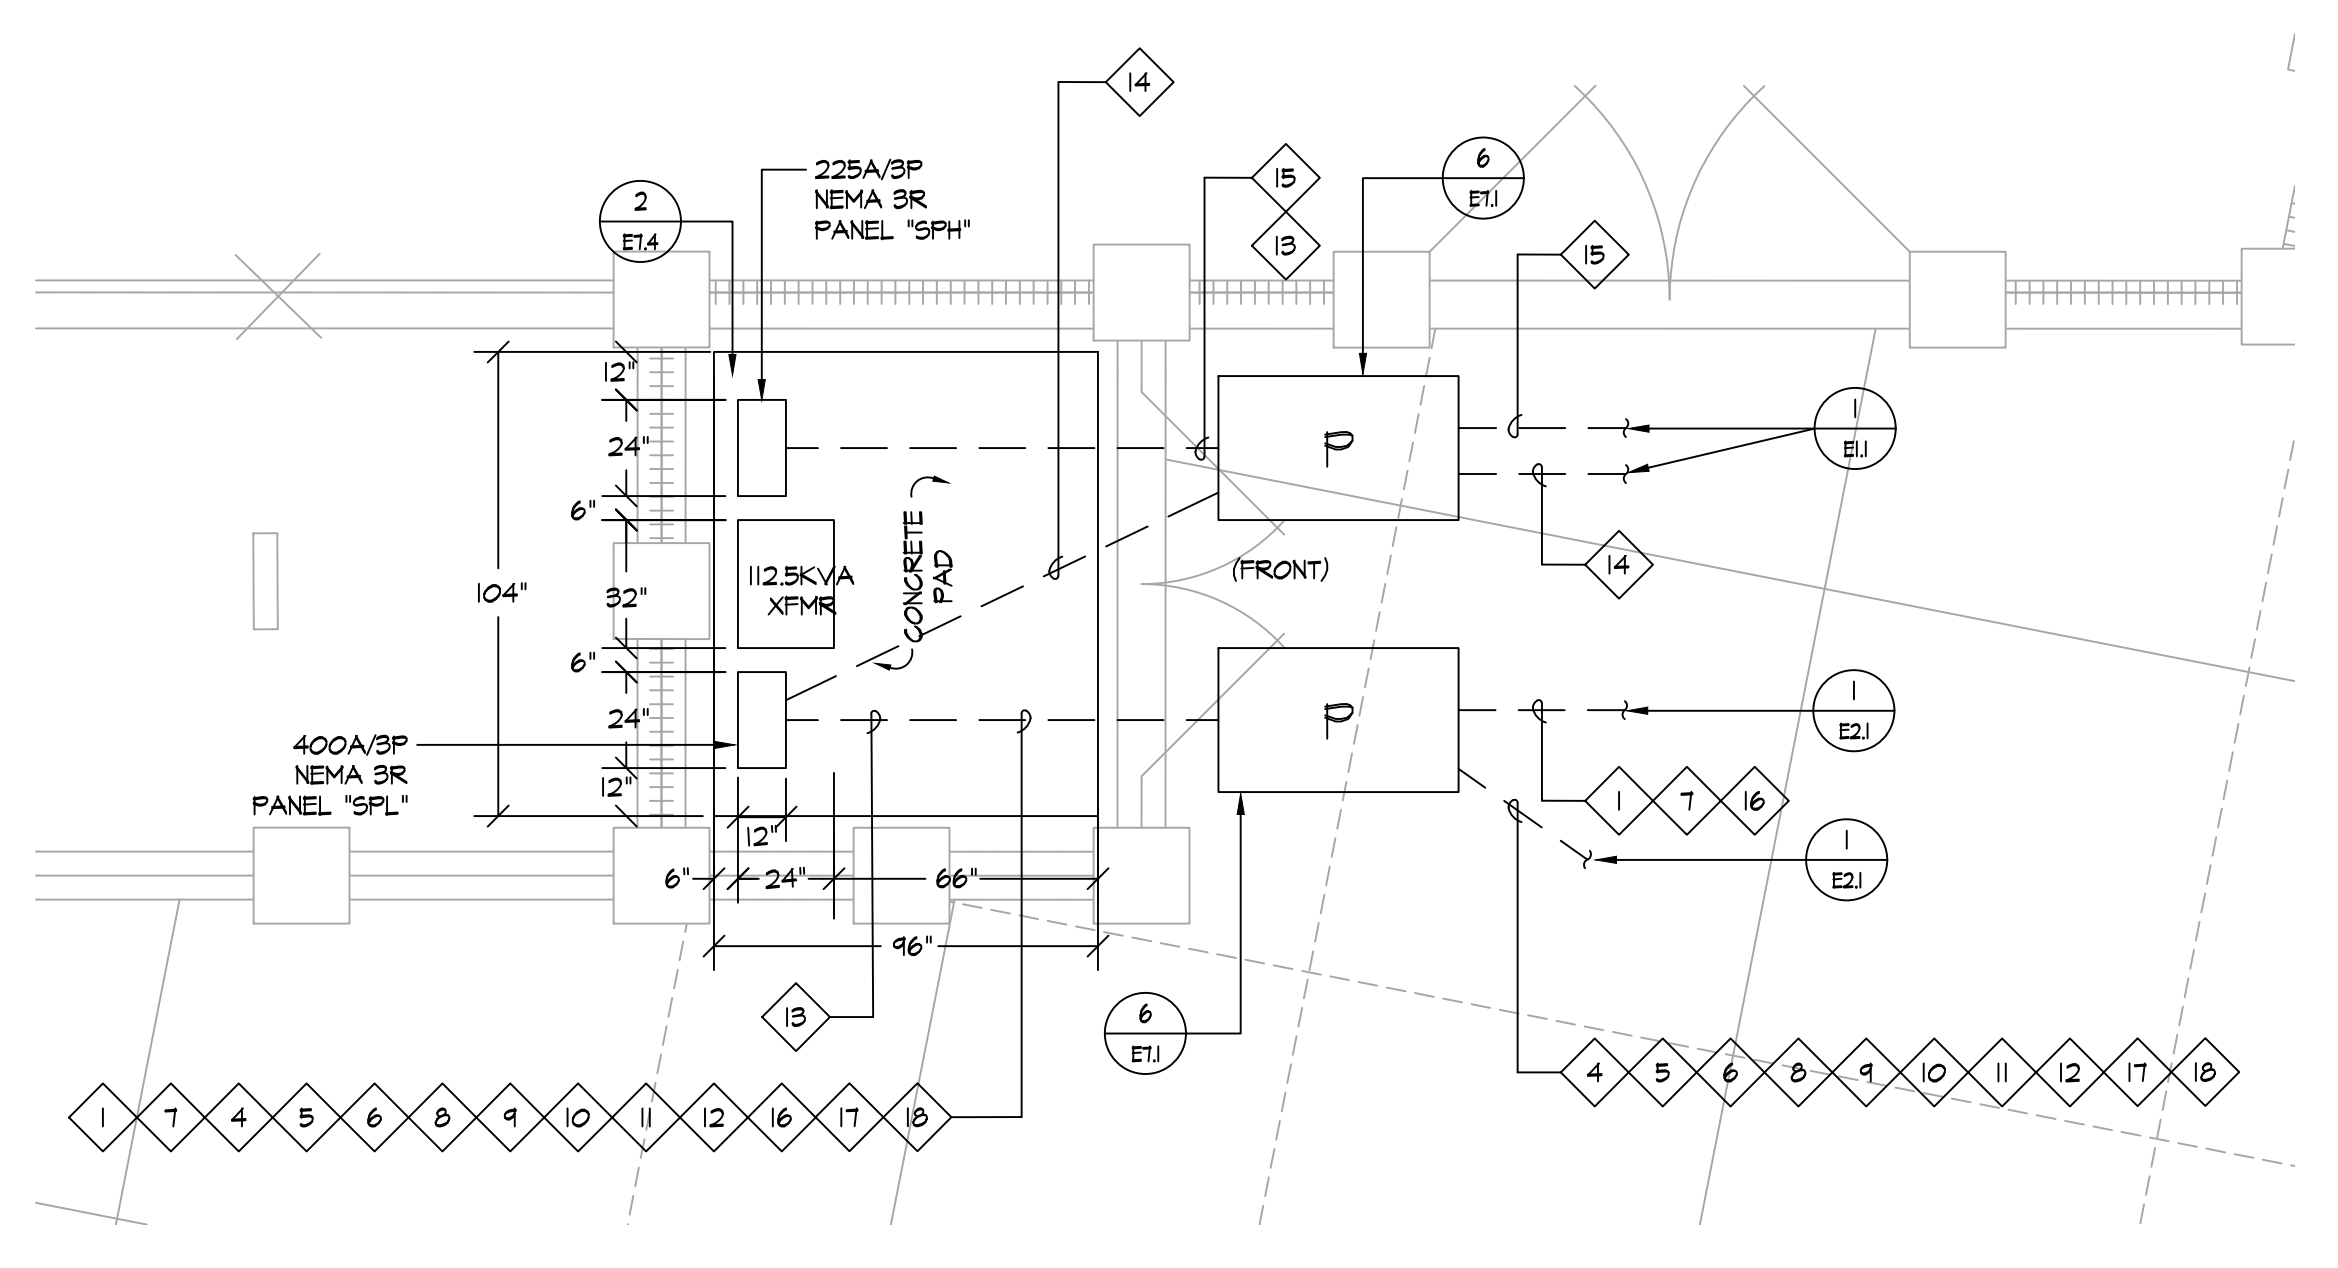 14
225A/3P
NEMA 3R
PANEL "SPH"
15
13
6
E7.1
2
E7.4
15
12"
24"
6"
32"
6"
24"
12"
104"
112.5KVA
XFMR
CONCRETE
PAD
P
(FRONT)
P
1
E1.1
14
400A/3P
NEMA 3R
PANEL "SPL"
1
E2.1
1 7 16
1
E2.1
12"
6" 24" 66"
96"
13
6
E7.1
4 5 6 8 9 10 11 12 17 18
1 7 4 5 6 8 9 10 11 12 16 17 18